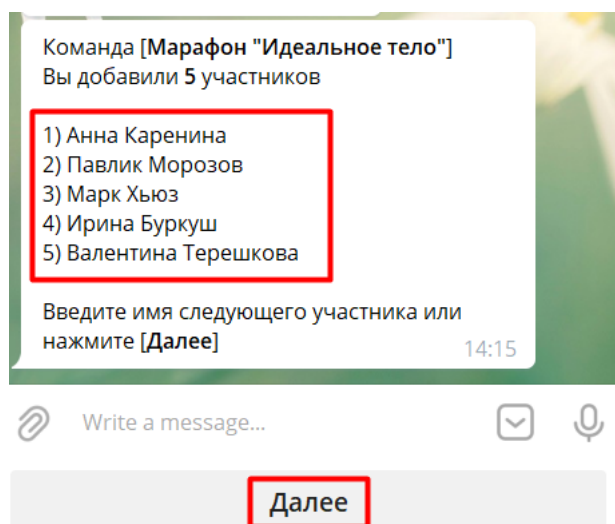 Команда [Марафон "Идеальное тело"]
Вы добавили 5 участников
1) Анна Каренина
2) Павлик Морозов
3) Марк Хьюз
4) Ирина Буркуш
5) Валентина Терешкова
Введите имя следующего участника или
нажмите [Далее]
14:15
Write a message...
Далее